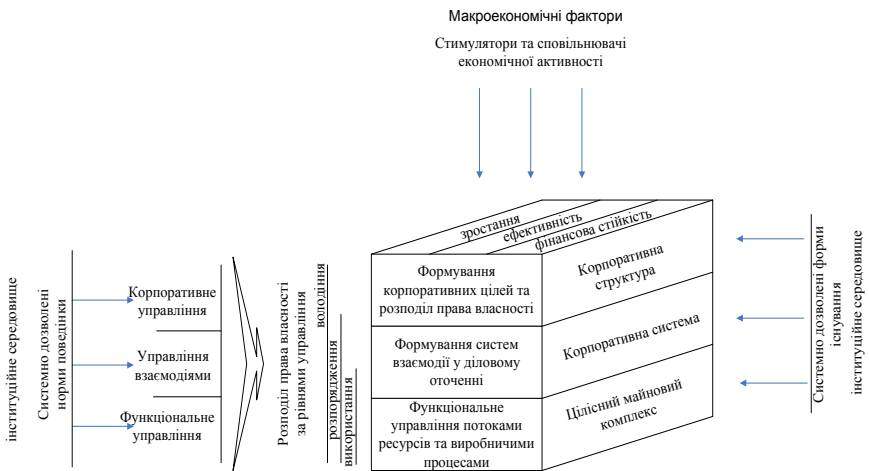 Макроекономічні фактори
Стимулятори та сповільнювачі
економічної активності
зростання
ефективність
фінансова стійкість
інституційне середовище
Системно дозволені
норми поведінки
Корпоративне
управління
Управління
взаємодіями
Функціональне
управління
Розподіл права власності
за рівнями управління
володіння
розпорядження
використання
Формування
корпоративних цілей та
розподіл права власності
Формування систем
взаємодії у діловому
оточенні
Функціональне
управління потоками
ресурсів та виробничими
процесами
Корпоративна
структура
Корпоративна система
Цілісний майновий
комплекс
Системно дозволені форми
існування
інституційне середовище